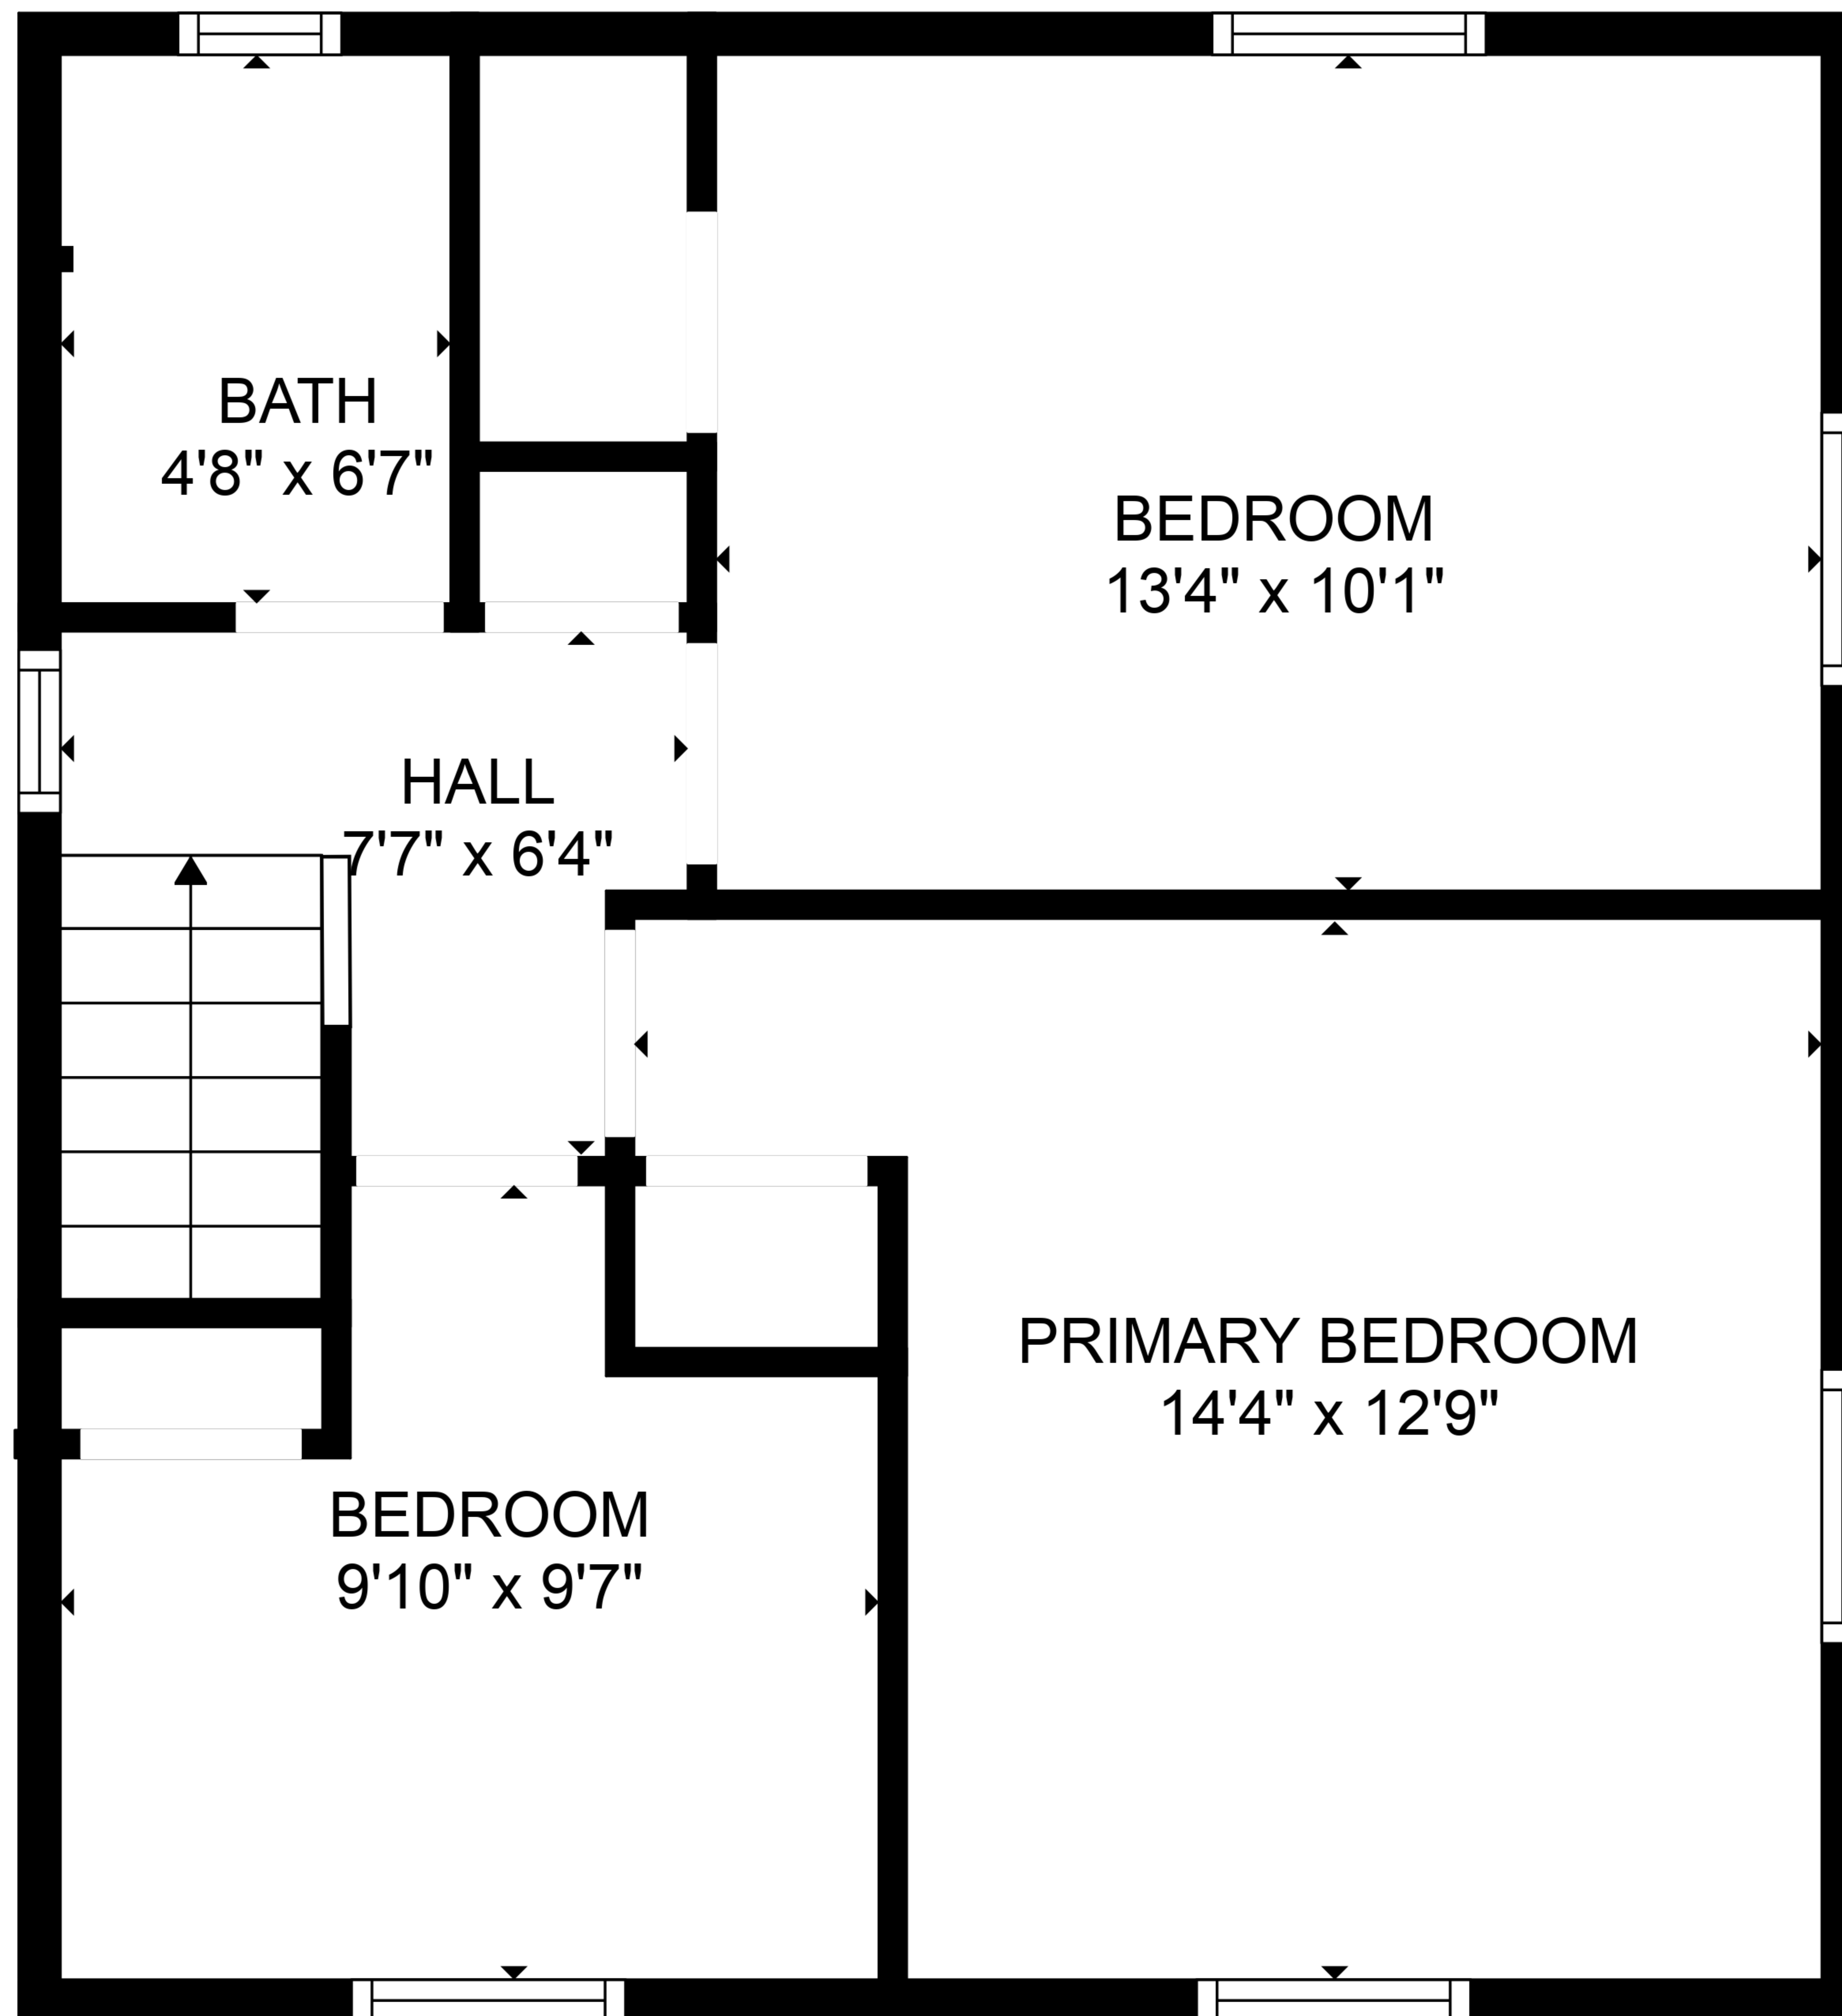 BATH
4'8" x 6'7"
BEDROOM
13'4" x 10'1"
HALL
7'7" x 6'4"
PRIMARY BEDROOM
14'4" x 12'9"
BEDROOM
9'10" x 9'7"